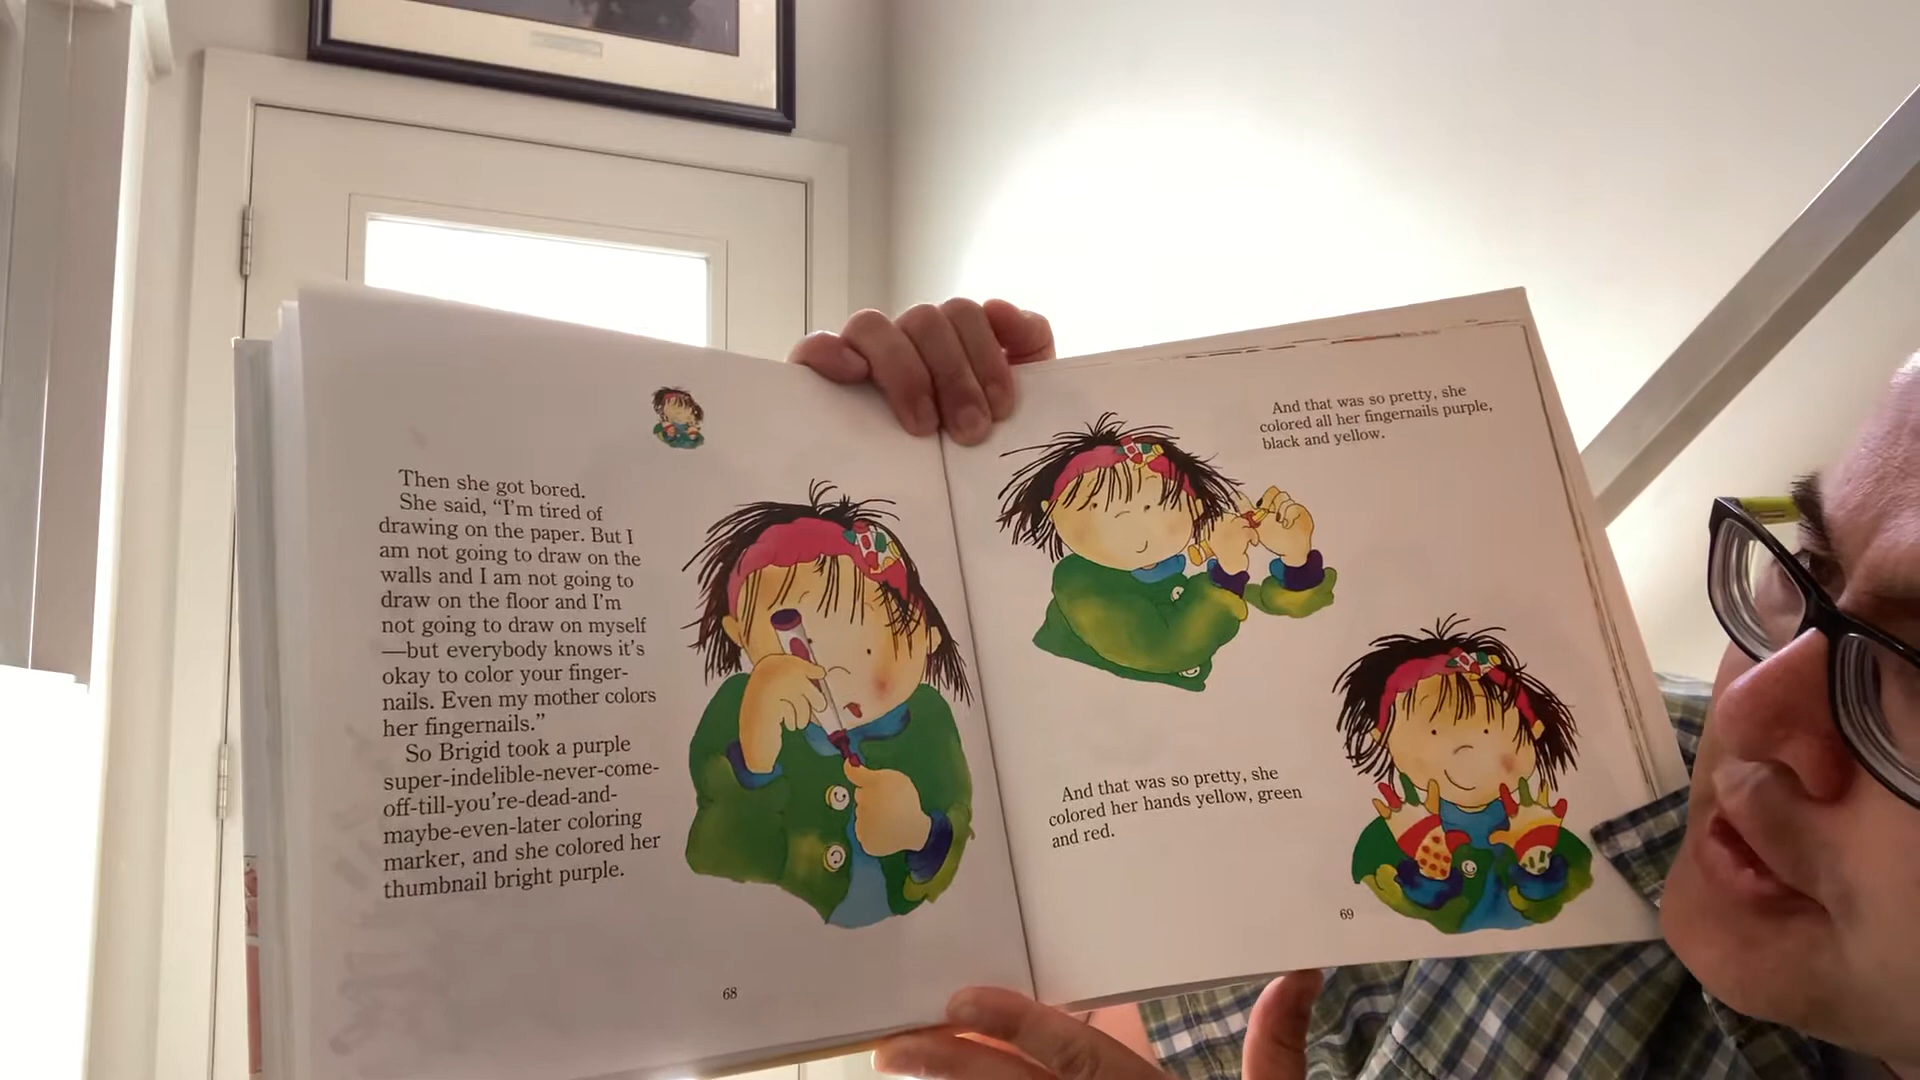 Then she got bored.
She said, “I’m tired of
drawing on the paper. But I
am not going to draw on the
walls and I am not going to
draw on the floor and I’m
not going to draw on myself
—but everybody knows it’s
okay to color your finger-
nails. Even my mother colors
her fingernails.”
So Brigid took a purple
super-indelible-never-come-
off-till-you’re-dead-and-
maybe-even-later coloring
marker, and she colored her
thumbnail bright purple.
68
And that was so pretty, she
colored all her fingernails purple,
black and yellow.
And that was so pretty, she
colored her hands yellow, green
and red.
69